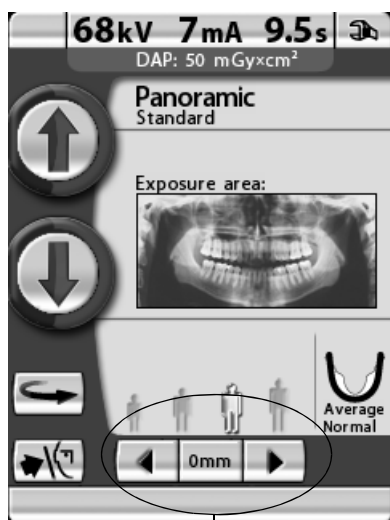 68kV 7mA 9.5s
DAP: 50 mGy×cm²
Panoramic
Standard
Exposure area:
Average
Normal
0mm